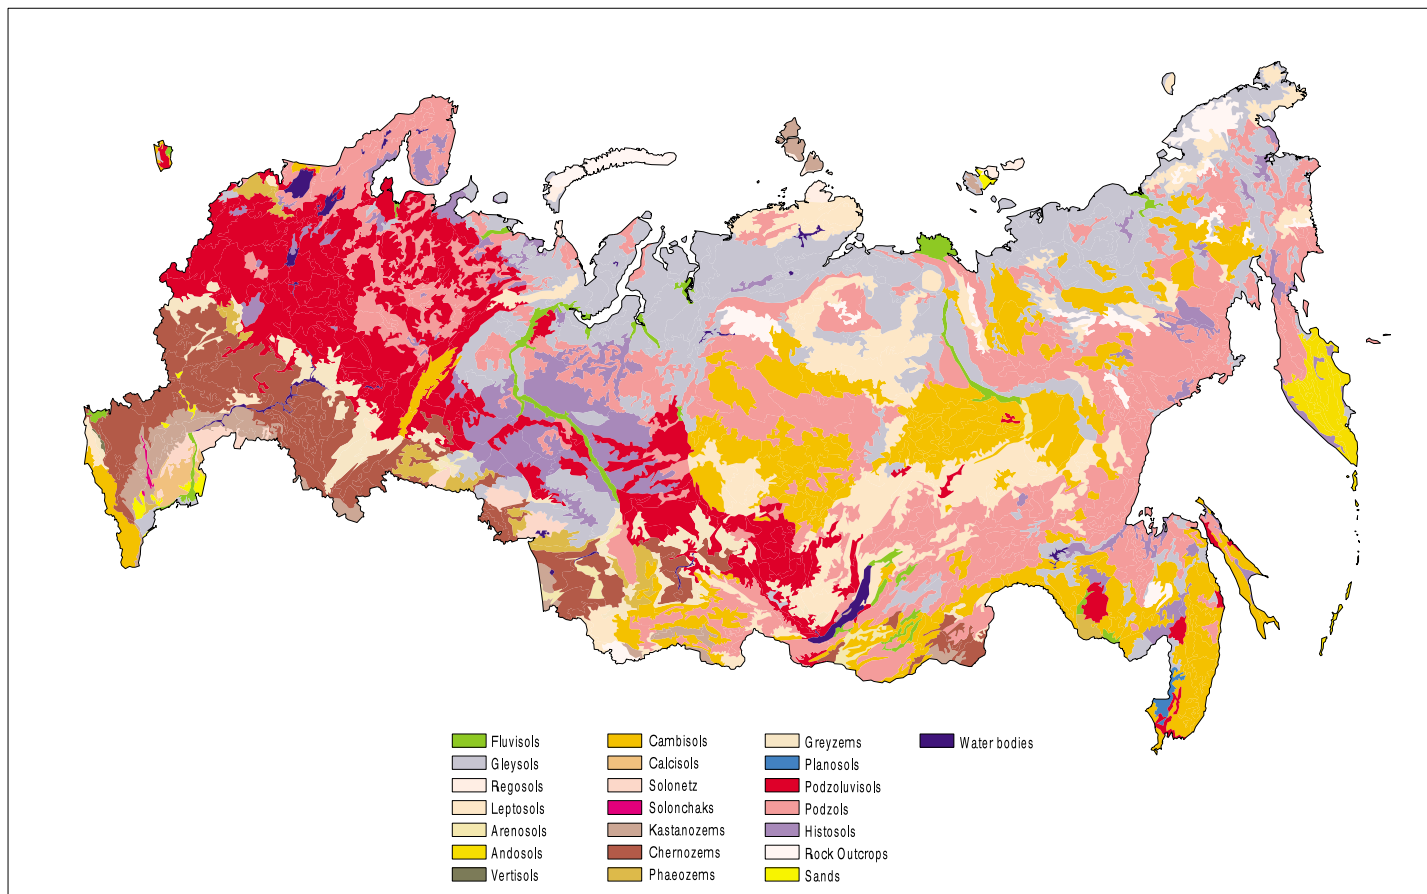 Fluvisols
Gleysols
Regosols
Leptosols
Arenosols
Andosols
Vertisols
Cambisols
Calcisols
Solonetz
Solonchaks
Kastanozems
Chernozems
Phaeozems
Greyzems
Planosols
Podzoluvisols
Podzols
Histosols
Rock Outcrops
Sands
Water bodies